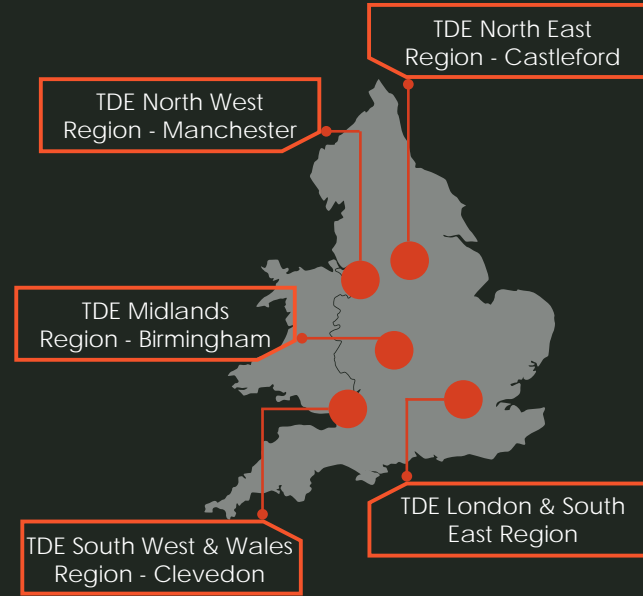 TDE North East
Region - Castleford
TDE North West
Region - Manchester
TDE Midlands
Region - Birmingham
TDE London & South
East Region
TDE South West & Wales
Region - Clevedon